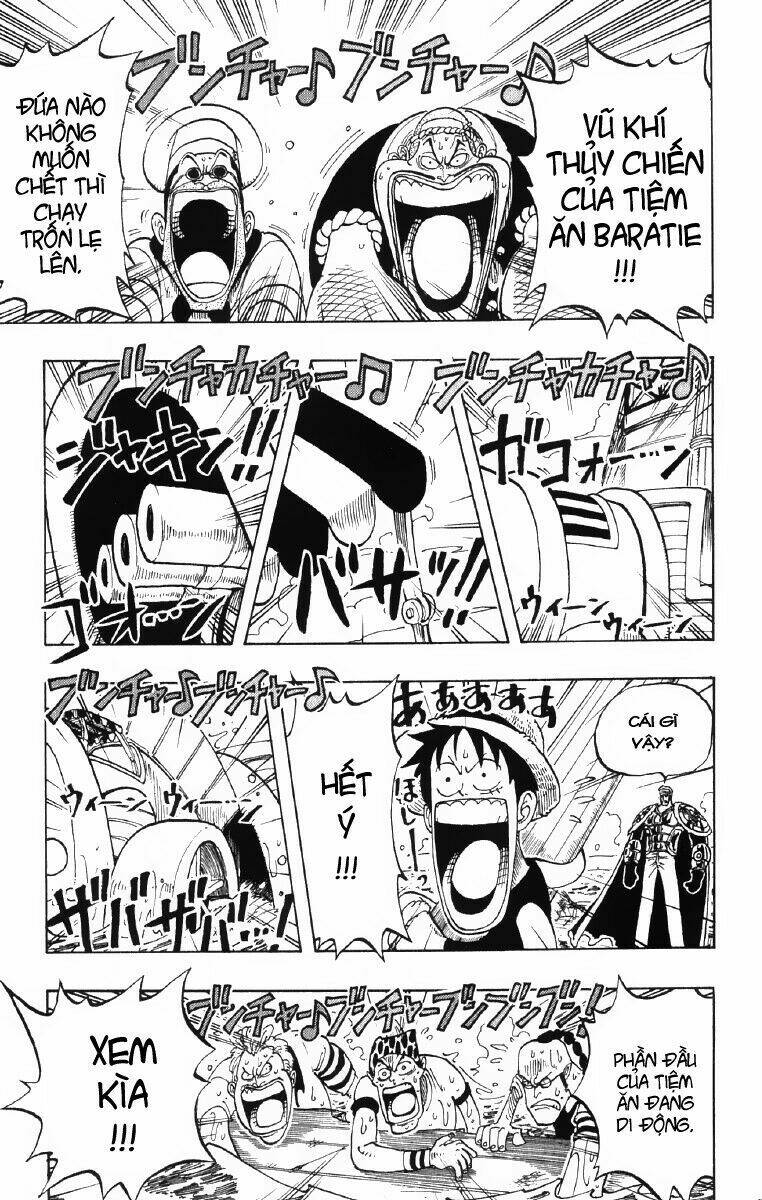 ブンチャー♪ブンチャー♪
VŨ KHÍ
THỦY CHIẾN
CỦA TIỆM
ĂN BARATIE
!!!
ĐỨA NÀO
KHÔNG
MUỐN
CHẾT THÌ
CHẠY
TRỐN LẸ
LÊN.
ブンチャカチャー♪
ガコォーン
ウィーン
ウィーン
ブンチャカチャー♫
バサッ!!
ジャキン!!
ゴォーン
あああああ
CÁI GÌ
VẬY?
HẾT
Ý
!!!
ほしー
ブンチャー♪ブンチャー♪
ウィーン
ウィーン
ザバザバッ!!
ブンチャー♪ブンチャーブンブンブン!
PHẦN ĐẦU
CỦA TIỆM
ĂN ĐANG
DI ĐỘNG.
XEM
KÌA
!!!